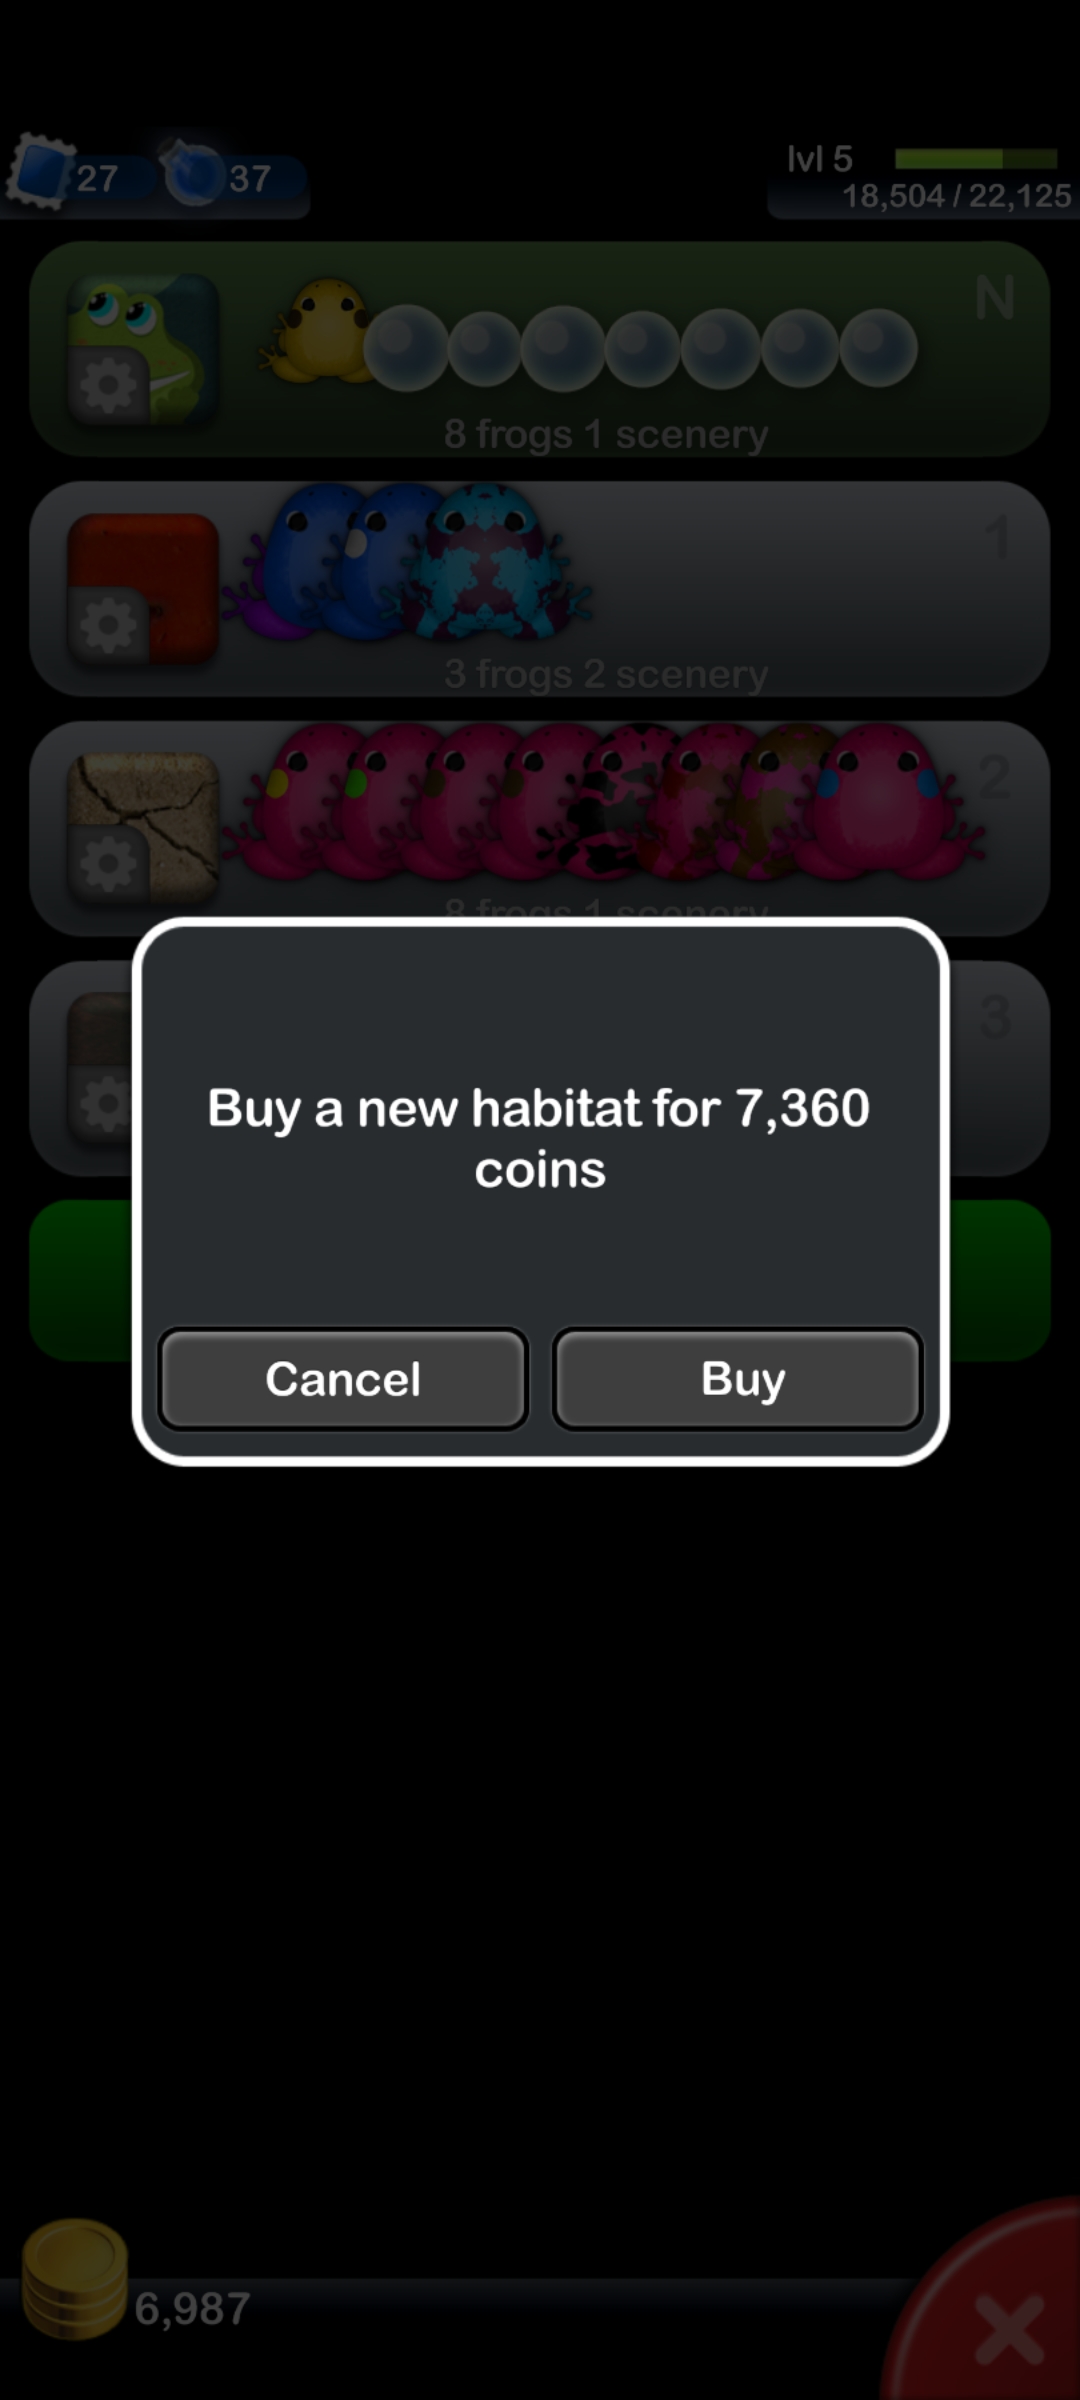 27 37 lvl 5
18,504 / 22,125
N
8 frogs 1 scenery
1
3 frogs 2 scenery
2
8 frogs 1 scenery
3
Buy a new habitat for 7,360
coins
Cancel Buy
6,987